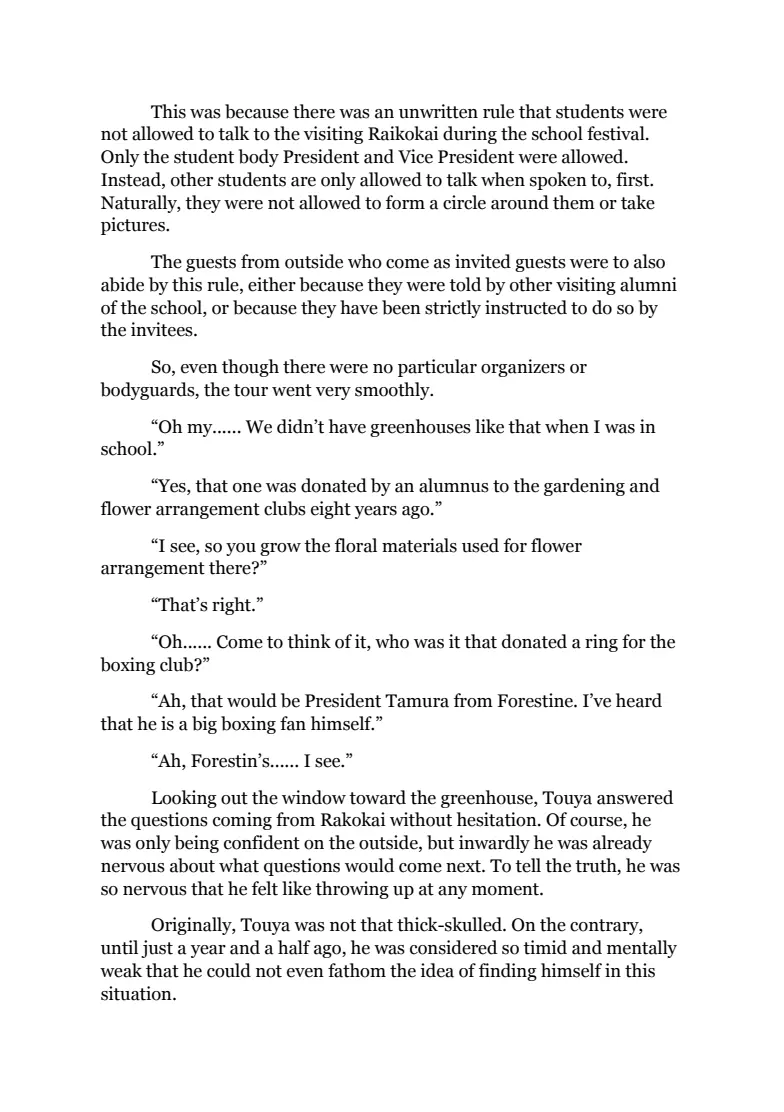 This was because there was an unwritten rule that students were
not allowed to talk to the visiting Raikokai during the school festival.
Only the student body President and Vice President were allowed.
Instead, other students are only allowed to talk when spoken to, first.
Naturally, they were not allowed to form a circle around them or take
pictures.
The guests from outside who come as invited guests were to also
abide by this rule, either because they were told by other visiting alumni
of the school, or because they have been strictly instructed to do so by
the invitees.
So, even though there were no particular organizers or
bodyguards, the tour went very smoothly.
“Oh my...... We didn’t have greenhouses like that when I was in
school.”
“Yes, that one was donated by an alumnus to the gardening and
flower arrangement clubs eight years ago.”
“I see, so you grow the floral materials used for flower
arrangement there?”
“That’s right.”
“Oh...... Come to think of it, who was it that donated a ring for the
boxing club?”
“Ah, that would be President Tamura from Forestine. I’ve heard
that he is a big boxing fan himself.”
“Ah, Forestin’s...... I see.”
Looking out the window toward the greenhouse, Touya answered
the questions coming from Rakokai without hesitation. Of course, he
was only being confident on the outside, but inwardly he was already
nervous about what questions would come next. To tell the truth, he was
so nervous that he felt like throwing up at any moment.
Originally, Touya was not that thick-skulled. On the contrary,
until just a year and a half ago, he was considered so timid and mentally
weak that he could not even fathom the idea of finding himself in this
situation.